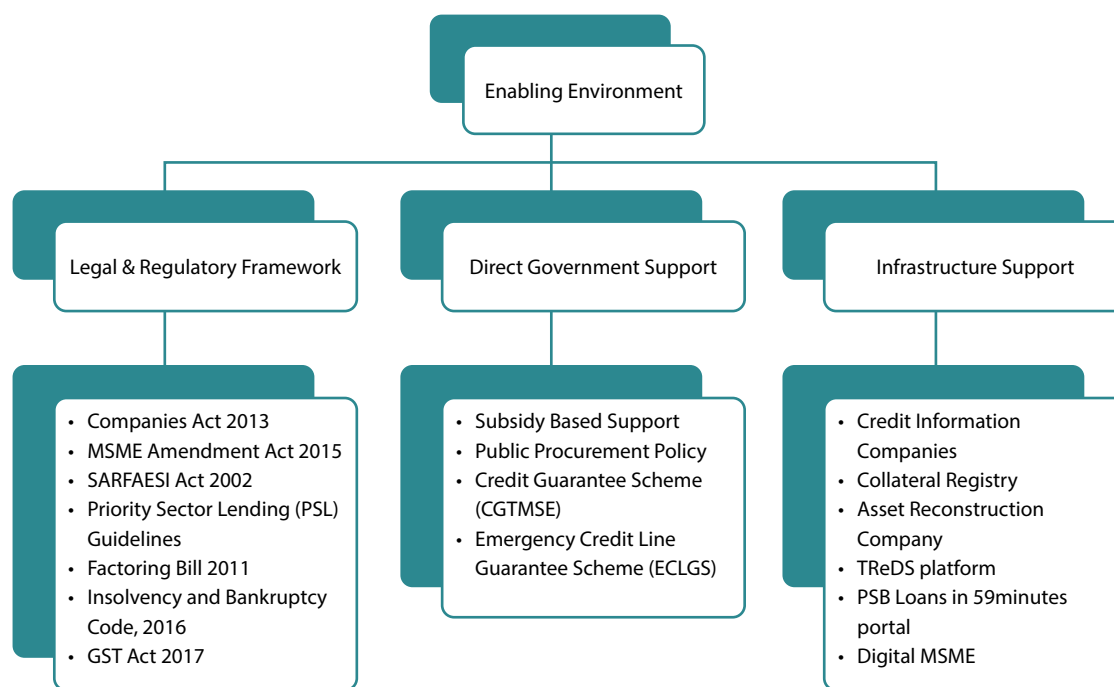 Enabling Environment
Legal & Regulatory Framework
Direct Government Support
Infrastructure Support
• Companies Act 2013
• MSME Amendment Act 2015
• SARFAESI Act 2002
• Priority Sector Lending (PSL)
Guidelines
• Factoring Bill 2011
• Insolvency and Bankruptcy
Code, 2016
• GST Act 2017
• Subsidy Based Support
• Public Procurement Policy
• Credit Guarantee Scheme
(CGTMSE)
• Emergency Credit Line
Guarantee Scheme (ECLGS)
• Credit Information
Companies
• Collateral Registry
• Asset Reconstruction
Company
• TReDS platform
• PSB Loans in 59minutes
portal
• Digital MSME